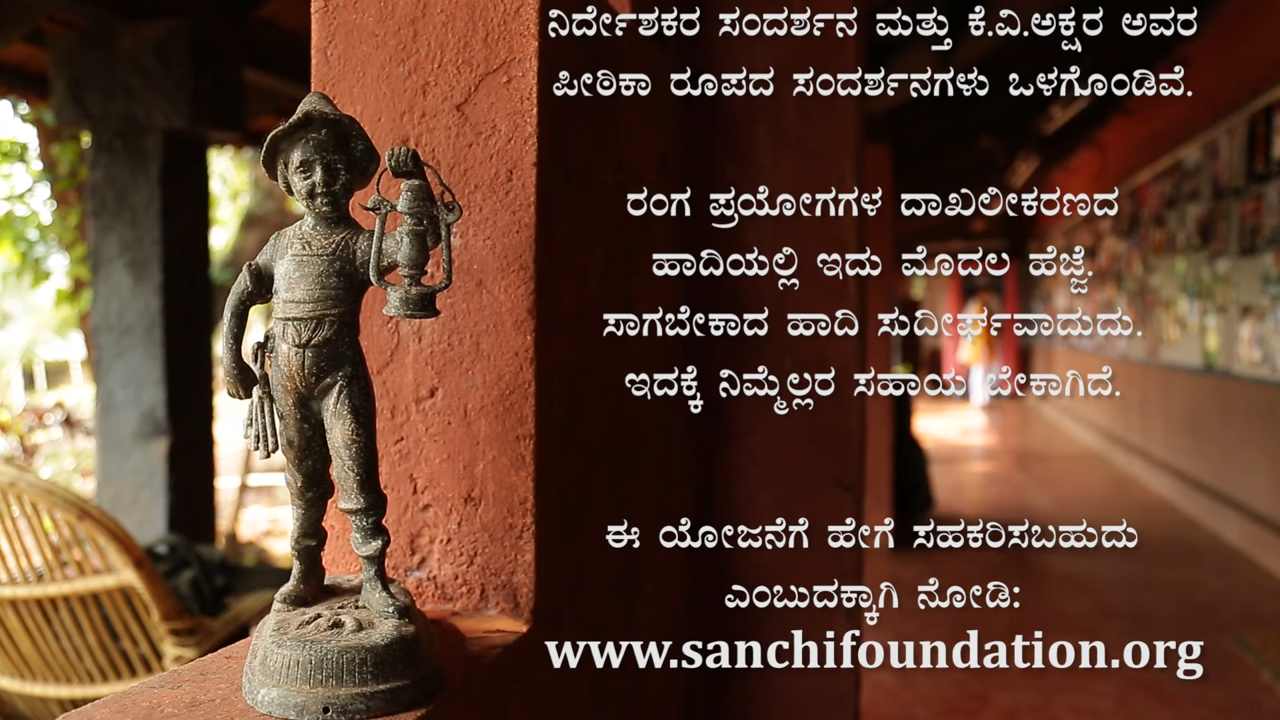 ನಿರ್ದೇಶಕರ ಸಂದರ್ಶನ ಮತ್ತು ಕೆ.ವಿ.ಅಕ್ಷರ ಅವರ
ಪೀಠಿಕಾ ರೂಪದ ಸಂದರ್ಶನಗಳು ಒಳಗೊಂಡಿವೆ.
ರಂಗ ಪ್ರಯೋಗಗಳ ದಾಖಲೀಕರಣದ
ಹಾದಿಯಲ್ಲಿ ಇದು ಮೊದಲ ಹೆಜ್ಜೆ.
ಸಾಗಬೇಕಾದ ಹಾದಿ ಸುದೀರ್ಘವಾದುದು.
ಇದಕ್ಕೆ ನಿಮ್ಮೆಲ್ಲರ ಸಹಾಯ ಬೇಕಾಗಿದೆ.
ಈ ಯೋಜನೆಗೆ ಹೇಗೆ ಸಹಕರಿಸಬಹುದು
ಎಂಬುದಕ್ಕಾಗಿ ನೋಡಿ:
www.sanchifoundation.org